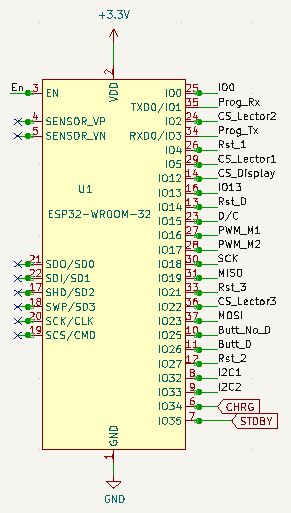 +3.3V
2
VDD
En 3 EN
4 SENSOR_VP
5 SENSOR_VN
U1
ESP32-WROOM-32
21 SDO/SD0
22 SDI/SD1
17 SHD/SD2
18 SWP/SD3
20 SCK/CLK
19 SCS/CMD
IO0 25 IO0
TXD0/IO1 35 Prog_Rx
IO2 24 CS_Lector2
RXD0/IO3 34 Prog_Tx
IO4 26 Rst_1
IO5 29 CS_Lector1
IO12 14 CS_Display
IO13 16 IO13
IO14 13 Rst_D
IO15 23 D/C
IO16 27 PWM_M1
IO17 28 PWM_M2
IO18 30 SCK
IO19 31 MISO
IO21 33 Rst_3
IO22 36 CS_Lector3
IO23 37 MOSI
IO25 10 Butt_No_D
IO26 11 Butt_D
IO27 12 Rst_2
IO32 8 I2C1
IO33 9 I2C2
IO34 6 CHRG
IO35 7 STDBY
GND
1
GND